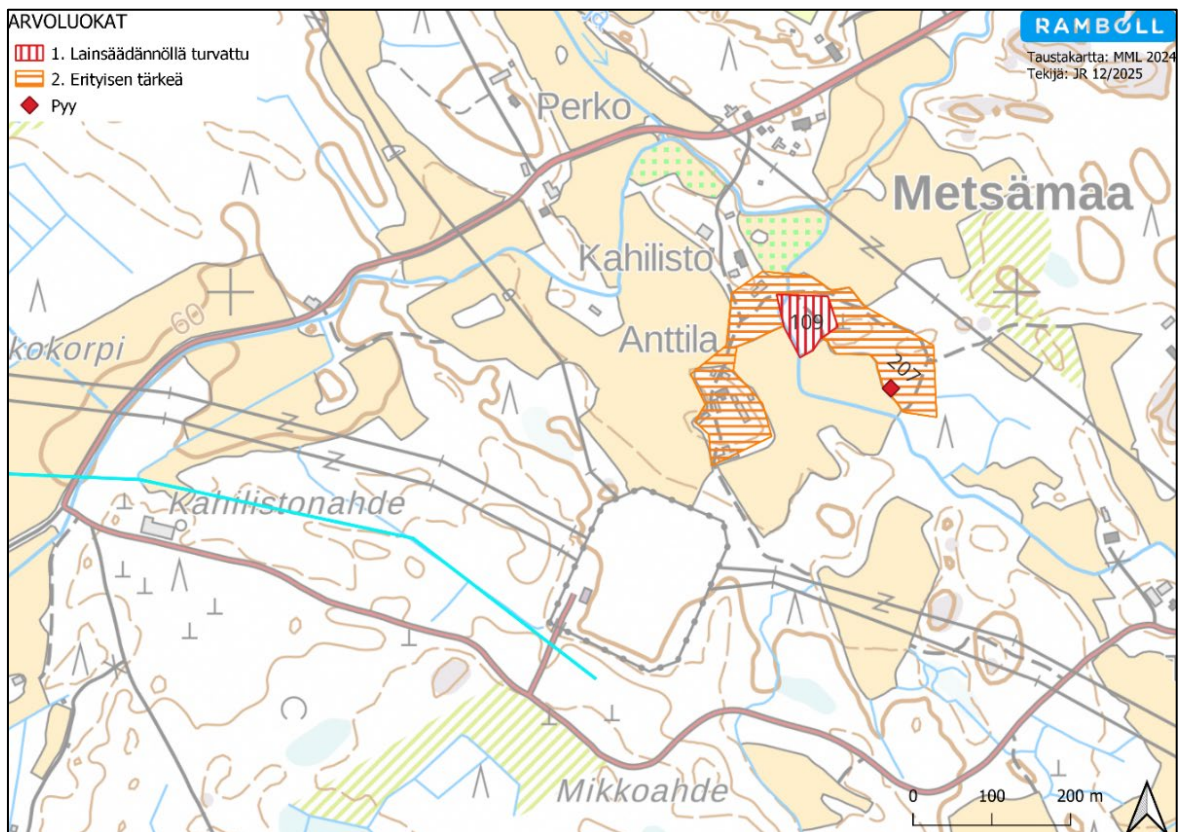 ARVOLUOKAT
1. Lainsäädännöllä turvattu
2. Erityisen tärkeä
Pyy
RAMBOLL
Taustakartta: MML 2024
Tekijä: JR 12/2025
Perko
Metsämaa
Kahilisto
60
109
Anttila
kokorpi
207
Kahilistonahde
Mikkoahde
0 100 200 m